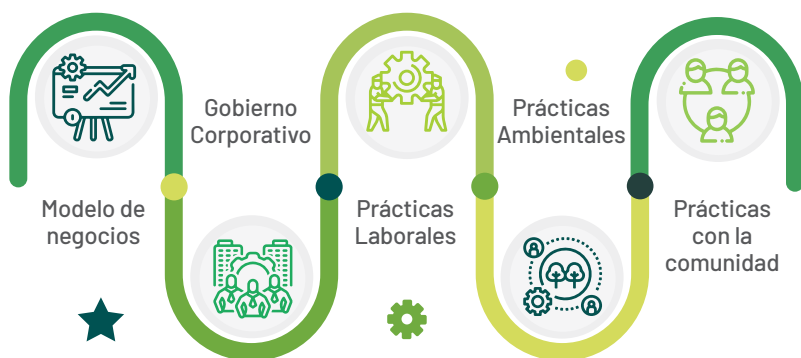 Modelo de
negocios
Gobierno
Corporativo
Prácticas
Laborales
Prácticas
Ambientales
Prácticas
con la
comunidad